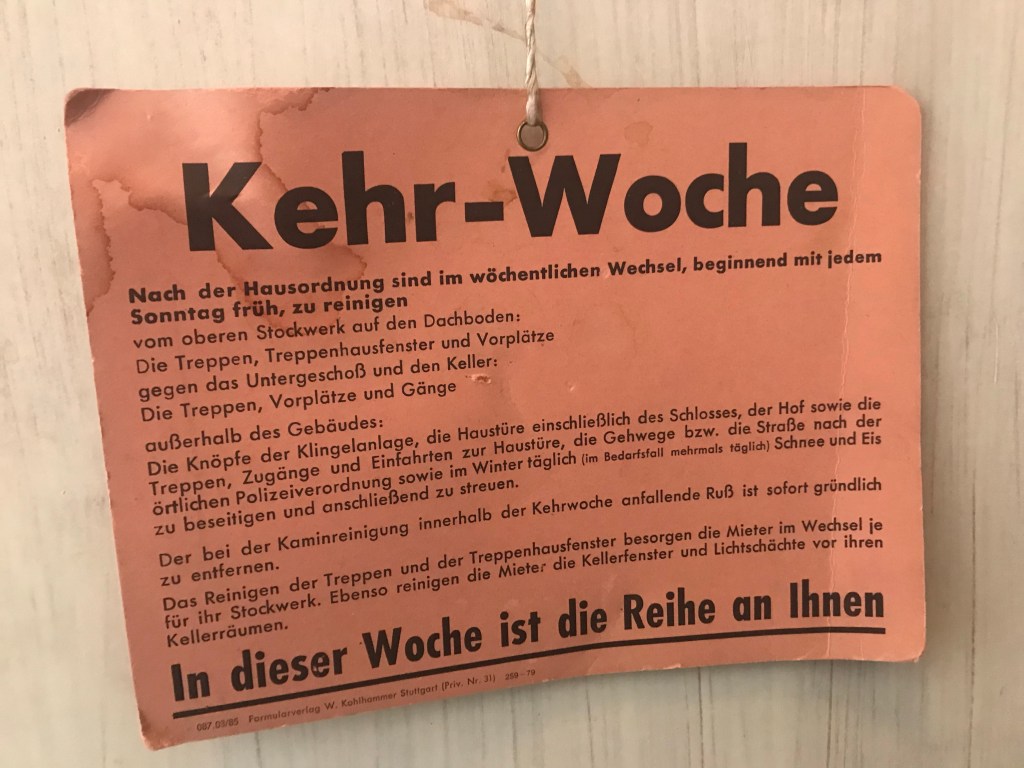 Kehr-Woche
Nach der Hausordnung sind im wöchentlichen Wechsel, beginnend mit jedem
Sonntag früh, zu reinigen
vom oberen Stockwerk auf den Dachboden:
Die Treppen, Treppenhausfenster und Vorplätze
gegen das Untergeschoß und den Keller:
Die Treppen, Vorplätze und Gänge
außerhalb des Gebäudes:
Die Knöpfe der Klingelanlage, die Haustüre einschließlich des Schlosses, der Hof sowie die
Treppen, Zugänge und Einfahrten zur Haustüre, die Gehwege bzw. die Straße nach der
örtlichen Polizeiverordnung sowie im Winter täglich (im Bedarfsfall mehrmals täglich) Schnee und Eis
zu beseitigen und anschließend zu streuen.
Der bei der Kaminreinigung innerhalb der Kehrwoche anfallende Ruß ist sofort gründlich
zu entfernen.
Das Reinigen der Treppen und der Treppenhausfenster besorgen die Mieter im Wechsel je
für ihr Stockwerk. Ebenso reinigen die Mieter die Kellerfenster und Lichtschächte vor ihren
Kellerräumen.
In dieser Woche ist die Reihe an Ihnen
087.03/85 Formularverlag W. Kohlhammer Stuttgart (Priv. Nr. 31) 259-79